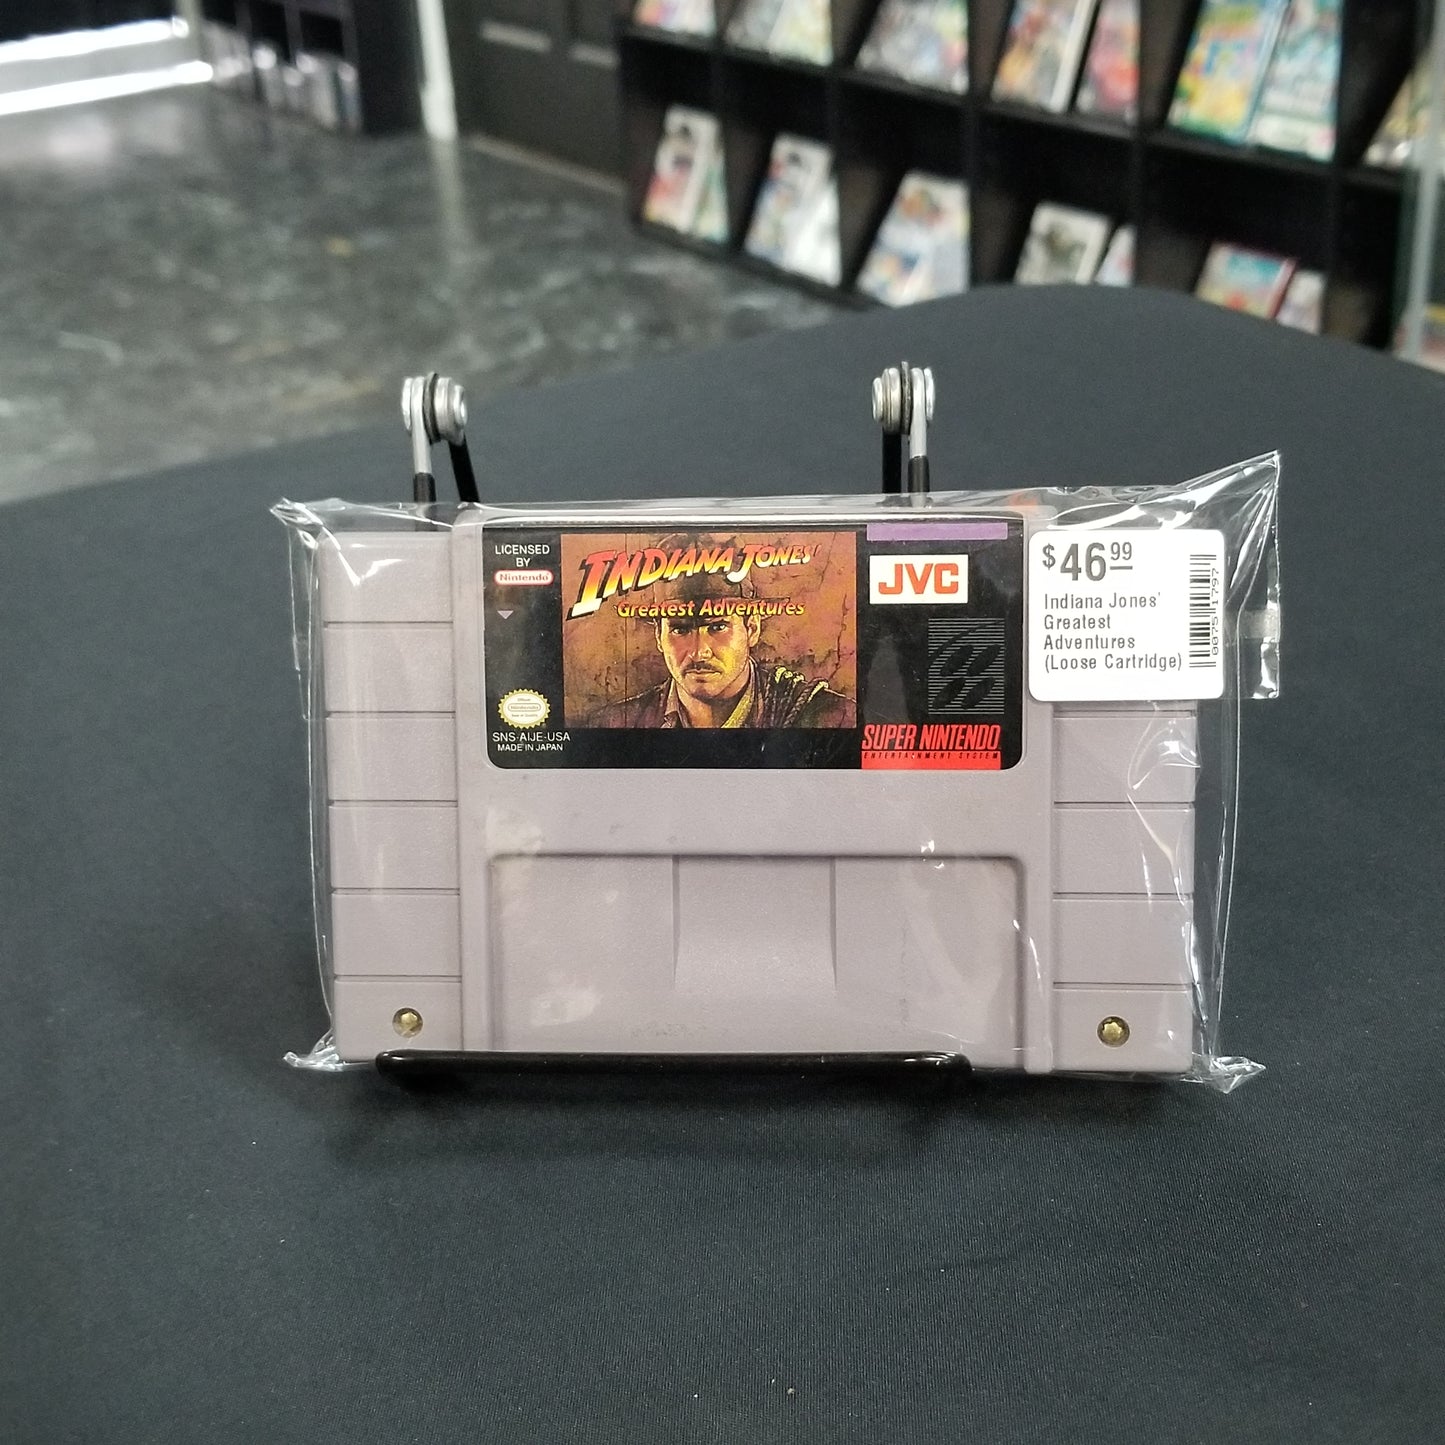 LICENSED
BY
Nintendo
INDIANA JONES'
Greatest Adventures
JVC
Nintendo
SNS-AIJE-USA
MADE IN JAPAN
SUPER NINTENDO
ENTERTAINMENT SYSTEM
$46.99
Indiana Jones'
Greatest
Adventures
(Loose Cartridge)